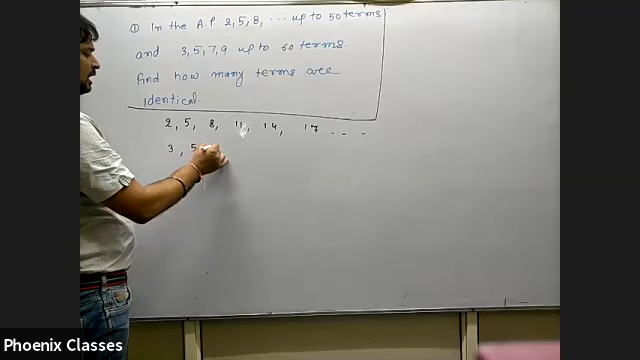 ① In the A.P 2,5,8, ... up to 50 terms
and 3,5,7,9 up to 60 terms.
find how many terms are
identical.
2, 5, 8, 11, 14, 17 ....
3, 5
Phoenix Classes